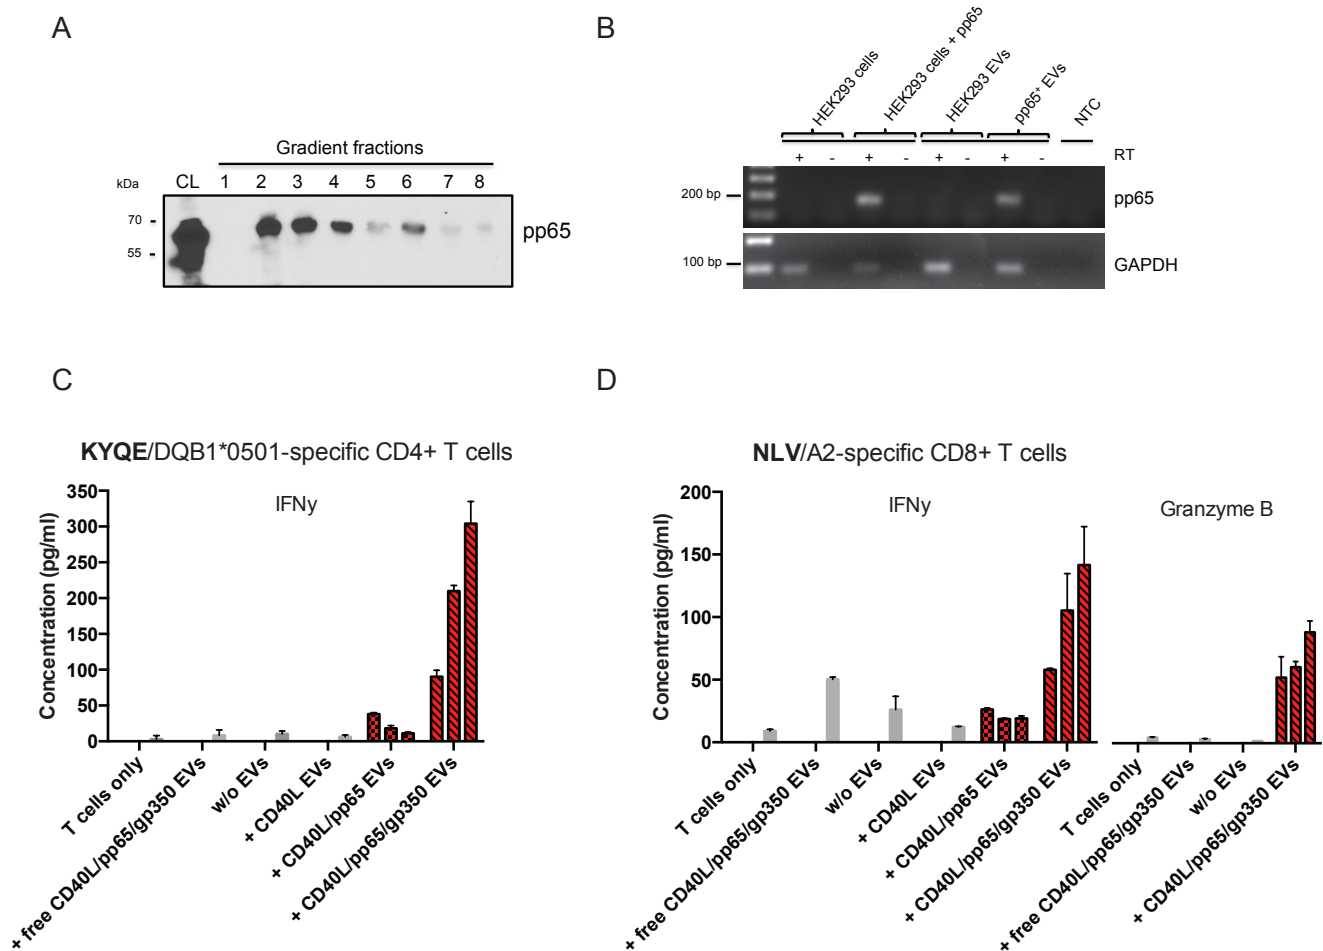 A
Gradient fractions
kDa
CL 1 2 3 4 5 6 7 8
70 -
55 -
pp65
B
HEK293 cells
HEK293 cells + pp65
HEK293 EVs
pp65+ EVs
NTC
+ - + - + - + - RT
200 bp
pp65
100 bp
GAPDH
C
KYQE/DQB1*0501-specific CD4+ T cells
IFNy
Concentration (pg/ml)
350
300
250
200
150
100
50
0
T cells only
+ free CD40L/pp65/gp350 EVs
w/o EVs
+ CD40L EVs
+ CD40L/pp65 EVs
+ CD40L/pp65/gp350 EVs
D
NLV/A2-specific CD8+ T cells
IFNy
Granzyme B
Concentration (pg/ml)
200
150
100
50
0
T cells only
+ free CD40L/pp65/gp350 EVs
w/o EVs
+ CD40L EVs
+ CD40L/pp65 EVs
+ CD40L/pp65/gp350 EVs
T cells only
+ free CD40L/pp65/gp350 EVs
w/o EVs
+ CD40L/pp65/gp350 EVs